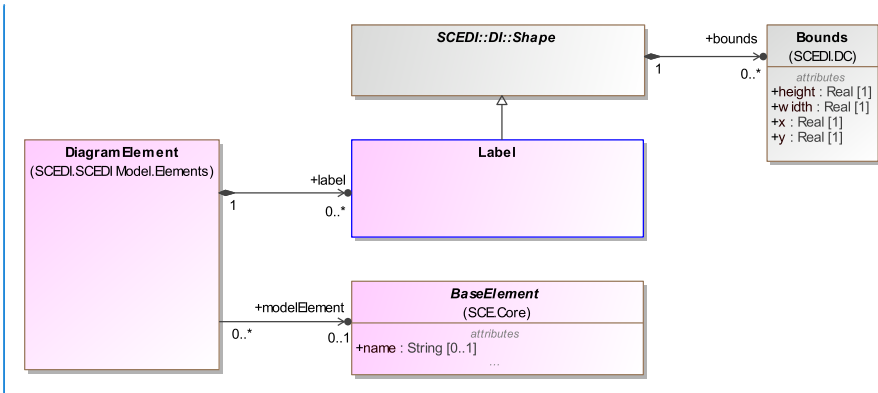 SCEDI::DI::Shape
+bounds
1
0..*
Bounds
(SCEDI.DC)
attributes
+height : Real [1]
+width : Real [1]
+x : Real [1]
+y : Real [1]
DiagramElement
(SCEDI.SCEDI Model.Elements)
+label
1
0..*
Label
+modelElement
0..*
0..1
BaseElement
(SCE.Core)
attributes
+name : String [0..1]
...